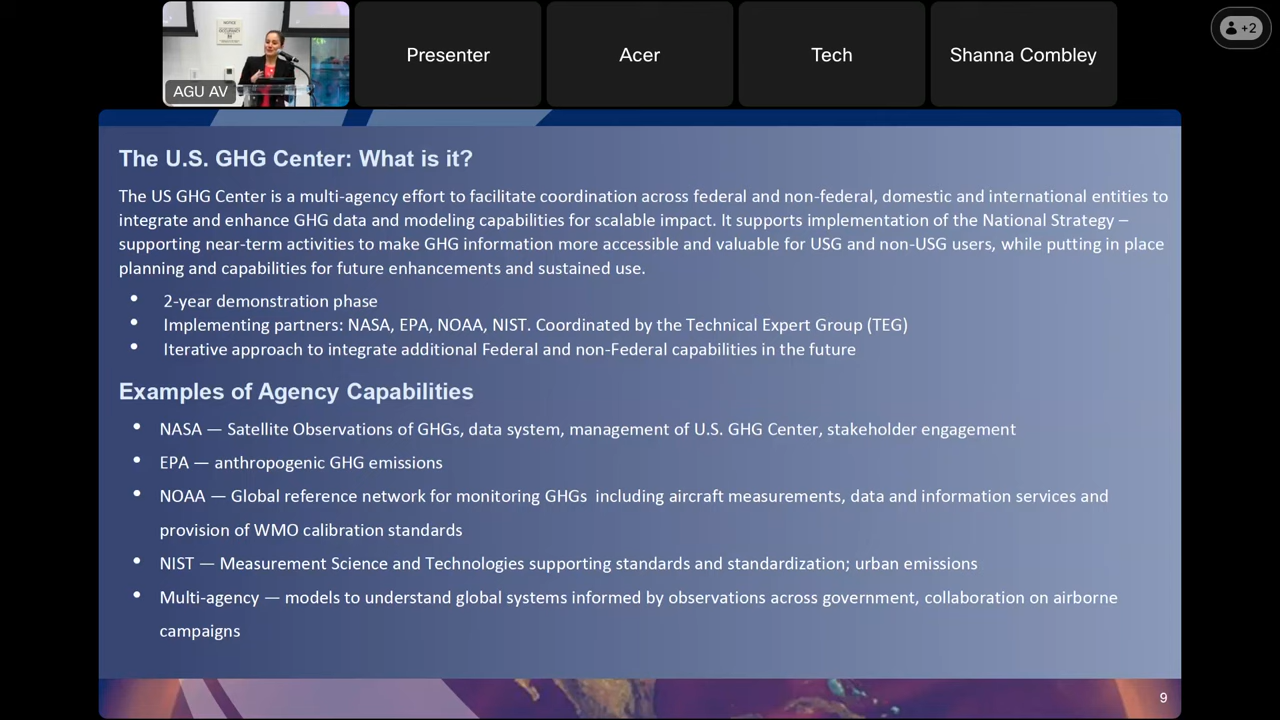 NOTICE
AGU AV
Presenter
Acer
Tech
Shanna Combley
+2
The U.S. GHG Center: What is it?
The US GHG Center is a multi-agency effort to facilitate coordination across federal and non-federal, domestic and international entities to
integrate and enhance GHG data and modeling capabilities for scalable impact. It supports implementation of the National Strategy –
supporting near-term activities to make GHG information more accessible and valuable for USG and non-USG users, while putting in place
planning and capabilities for future enhancements and sustained use.
• 2-year demonstration phase
• Implementing partners: NASA, EPA, NOAA, NIST. Coordinated by the Technical Expert Group (TEG)
• Iterative approach to integrate additional Federal and non-Federal capabilities in the future
Examples of Agency Capabilities
• NASA — Satellite Observations of GHGs, data system, management of U.S. GHG Center, stakeholder engagement
• EPA — anthropogenic GHG emissions
• NOAA — Global reference network for monitoring GHGs  including aircraft measurements, data and information services and
provision of WMO calibration standards
• NIST — Measurement Science and Technologies supporting standards and standardization; urban emissions
• Multi-agency — models to understand global systems informed by observations across government, collaboration on airborne
campaigns
9